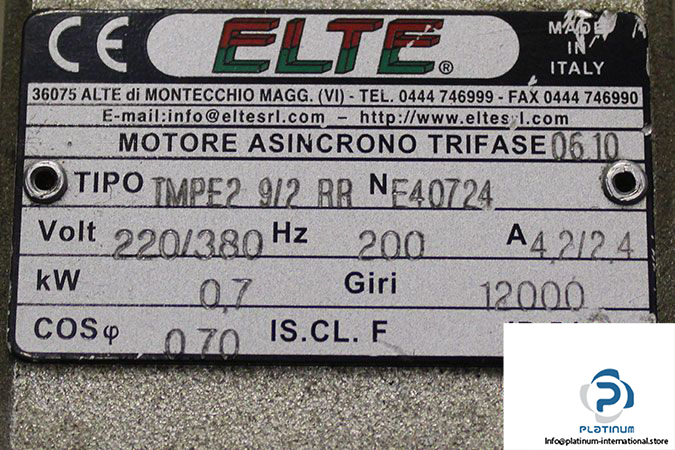 CE ELTE ® MADE IN ITALY
36075 ALTE di MONTECCHIO MAGG. (VI) - TEL. 0444 746999 - FAX 0444 746990
E-mail:info@eltesrl.com – http://www.eltesrl.com
MOTORE ASINCRONO TRIFASE 06.10
TIPO TMPE2 9/2 RR N E40724
Volt 220/380 Hz 200 A 4.2/2.4
kW 0.7 Giri 12000
COSφ 0.70 IS.CL. F
PLATINUM
Info@platinum-international.store